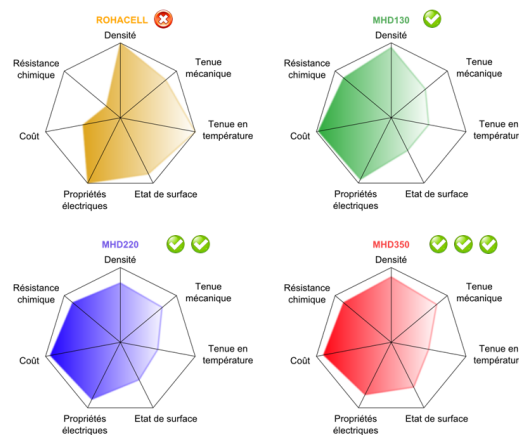 ROHACELL
Densité
Résistance
chimique
Tenue
mécanique
Coût
Tenue en
température
Propriétés
électriques
Etat de surface
MHD130
Densité
Résistance
chimique
Tenue
mécanique
Coût
Tenue en
températur
Propriétés
électriques
Etat de surface
MHD220
Densité
Résistance
chimique
Tenue
mécanique
Coût
Tenue en
température
Propriétés
électriques
Etat de surface
MHD350
Densité
Résistance
chimique
Tenue
mécanique
Coût
Tenue en
températur
Propriétés
électriques
Etat de surface